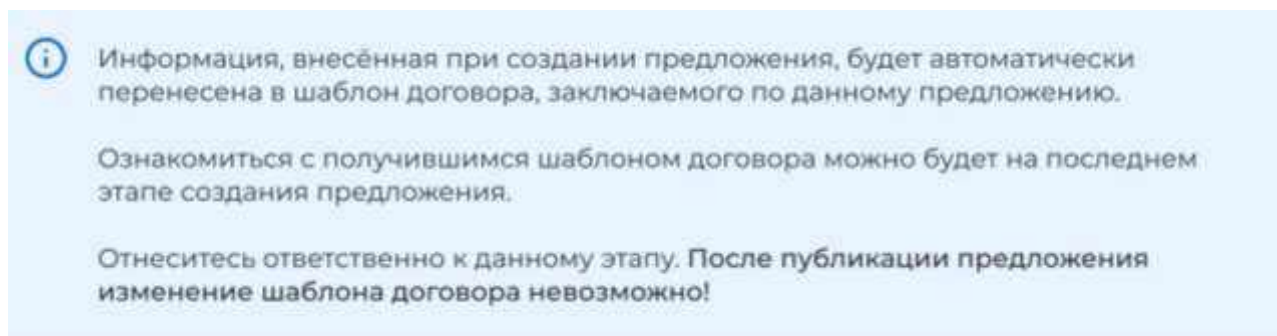 Информация, внесённая при создании предложения, будет автоматически
перенесена в шаблон договора, заключаемого по данному предложению.
Ознакомиться с получившимся шаблоном договора можно будет на последнем
этапе создания предложения.
Отнеситесь ответственно к данному этапу. После публикации предложения
изменение шаблона договора невозможно!